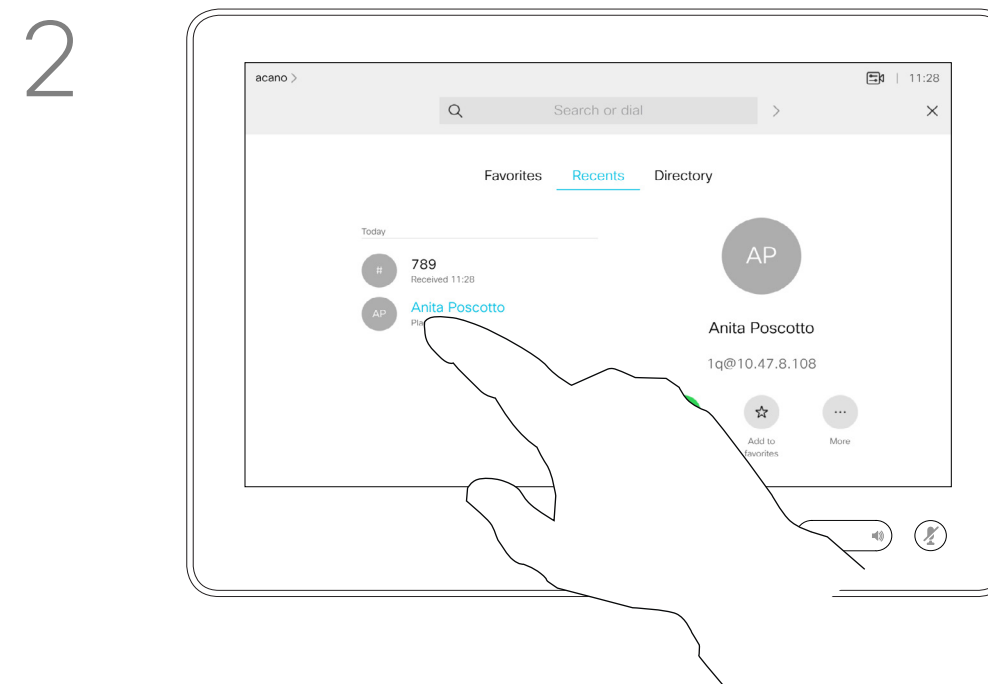 2
acano >
11:28
Search or dial >
Favorites Recents Directory
Today
#
789
Received 11:28
AP
Anita Poscotto
AP
Anita Poscotto
1q@10.47.8.108
Add to
favorites
More